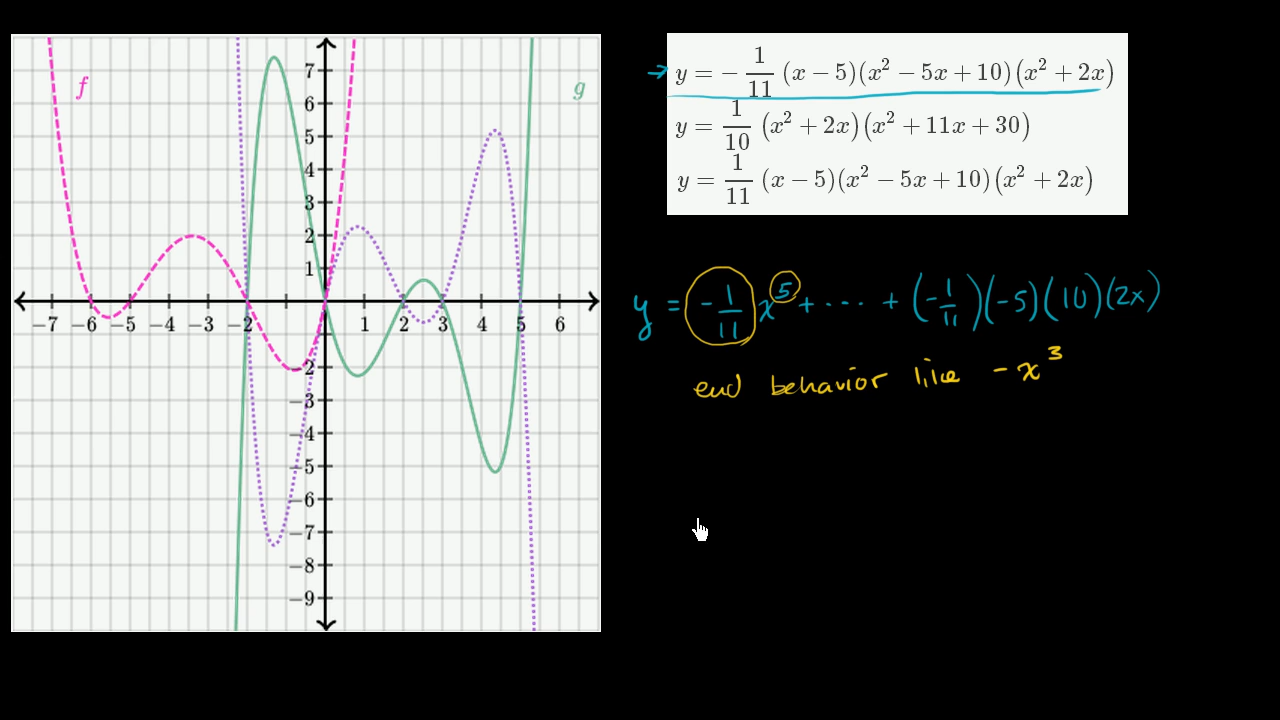 f
g
7
6
5
4
3
2
1
−7 −6 −5 −4 −3 −2 1 2 3 4 5 6
−2
−3
−4
−5
−6
−7
−8
−9
→ y = − 1/11 (x − 5)(x² − 5x + 10)(x² + 2x)
y = 1/10 (x² + 2x)(x² + 11x + 30)
y = 1/11 (x − 5)(x² − 5x + 10)(x² + 2x)
y = − 1/11 x⁵ + ··· + (− 1/11)(−5)(10)(2x)
end behavior like − x³